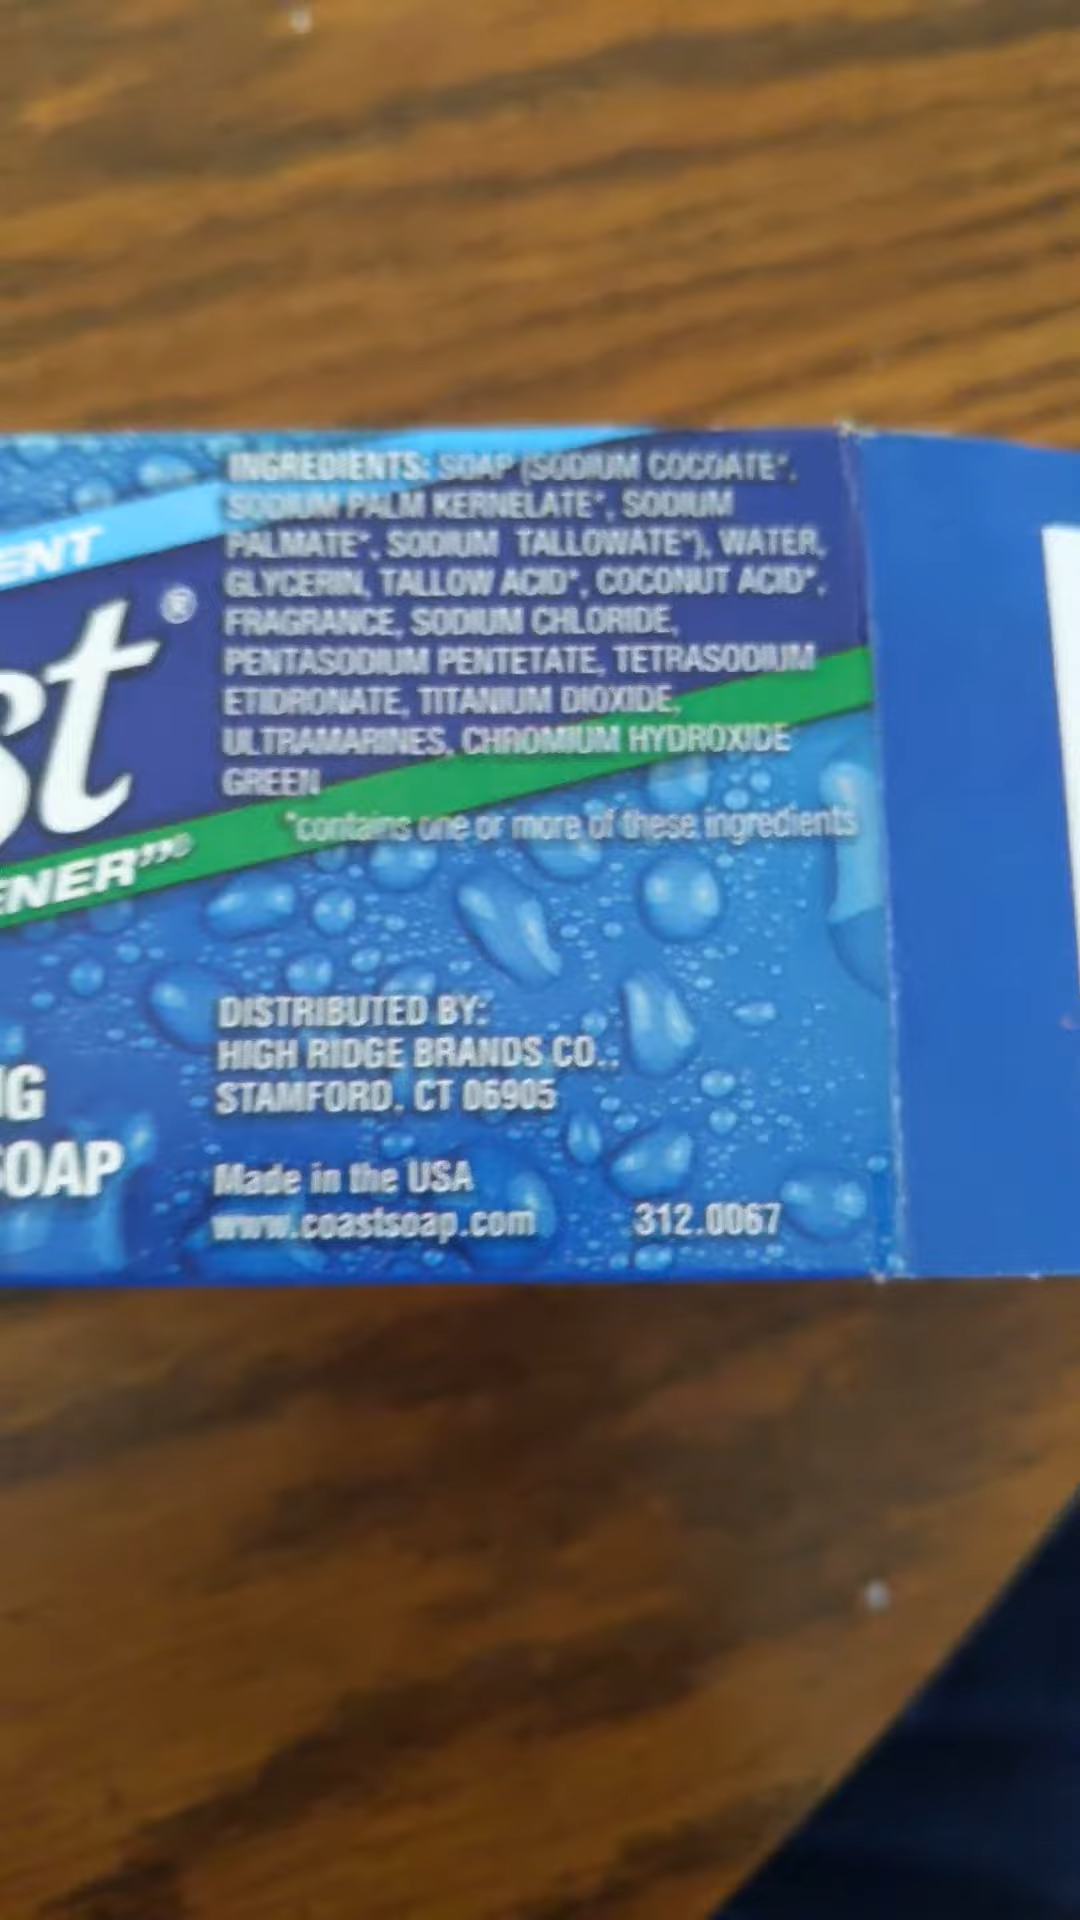 INGREDIENTS: SOAP (SODIUM COCOATE*,
SODIUM PALM KERNELATE*, SODIUM
PALMATE*, SODIUM TALLOWATE*), WATER,
GLYCERIN, TALLOW ACID*, COCONUT ACID*,
FRAGRANCE, SODIUM CHLORIDE,
PENTASODIUM PENTETATE, TETRASODIUM
ETIDRONATE, TITANIUM DIOXIDE,
ULTRAMARINES, CHROMIUM HYDROXIDE
GREEN
*contains one or more of these ingredients
ENT
st®
ENER”®
DISTRIBUTED BY:
HIGH RIDGE BRANDS CO.,
STAMFORD, CT 06905
NG
SOAP
Made in the USA
www.coastsoap.com 312.0067